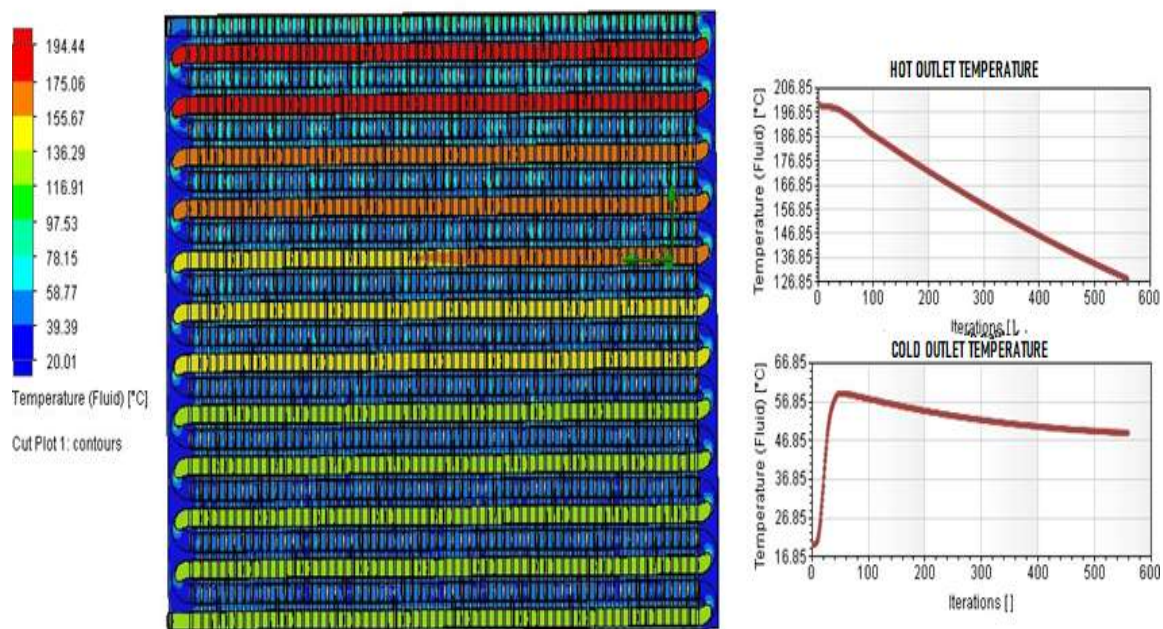 194.44
175.06
155.67
136.29
116.91
97.53
78.15
58.77
39.39
20.01
Temperature (Fluid) [°C]
Cut Plot 1: contours
HOT OUTLET TEMPERATURE
Temperature (Fluid) [°C]
206.85
196.85
186.85
176.85
166.85
156.85
146.85
136.85
126.85
0 100 200 300 400 500 600
Iterations [
COLD OUTLET TEMPERATURE
Temperature (Fluid) [°C]
66.85
56.85
46.85
36.85
26.85
16.85
0 100 200 300 400 500 600
Iterations []